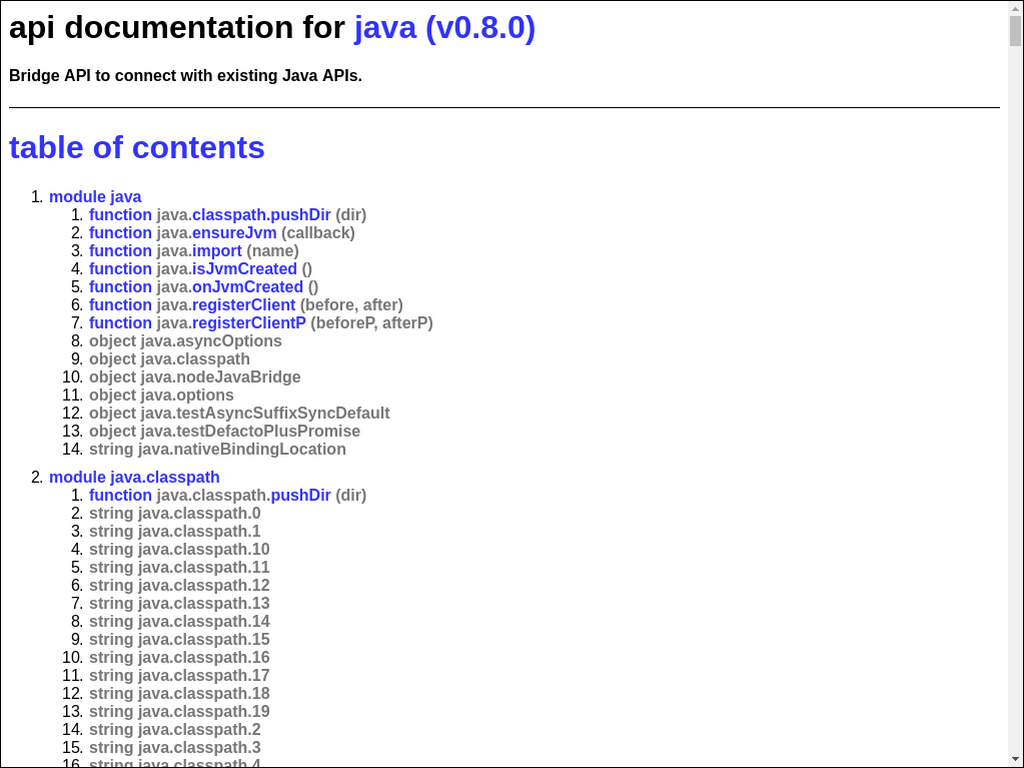 api documentation for java (v0.8.0)
Bridge API to connect with existing Java APIs.
table of contents
1. module java
1. function java.classpath.pushDir (dir)
2. function java.ensureJvm (callback)
3. function java.import (name)
4. function java.isJvmCreated ()
5. function java.onJvmCreated ()
6. function java.registerClient (before, after)
7. function java.registerClientP (beforeP, afterP)
8. object java.asyncOptions
9. object java.classpath
10. object java.nodeJavaBridge
11. object java.options
12. object java.testAsyncSuffixSyncDefault
13. object java.testDefactoPlusPromise
14. string java.nativeBindingLocation
2. module java.classpath
1. function java.classpath.pushDir (dir)
2. string java.classpath.0
3. string java.classpath.1
4. string java.classpath.10
5. string java.classpath.11
6. string java.classpath.12
7. string java.classpath.13
8. string java.classpath.14
9. string java.classpath.15
10. string java.classpath.16
11. string java.classpath.17
12. string java.classpath.18
13. string java.classpath.19
14. string java.classpath.2
15. string java.classpath.3
16. string java.classpath.4